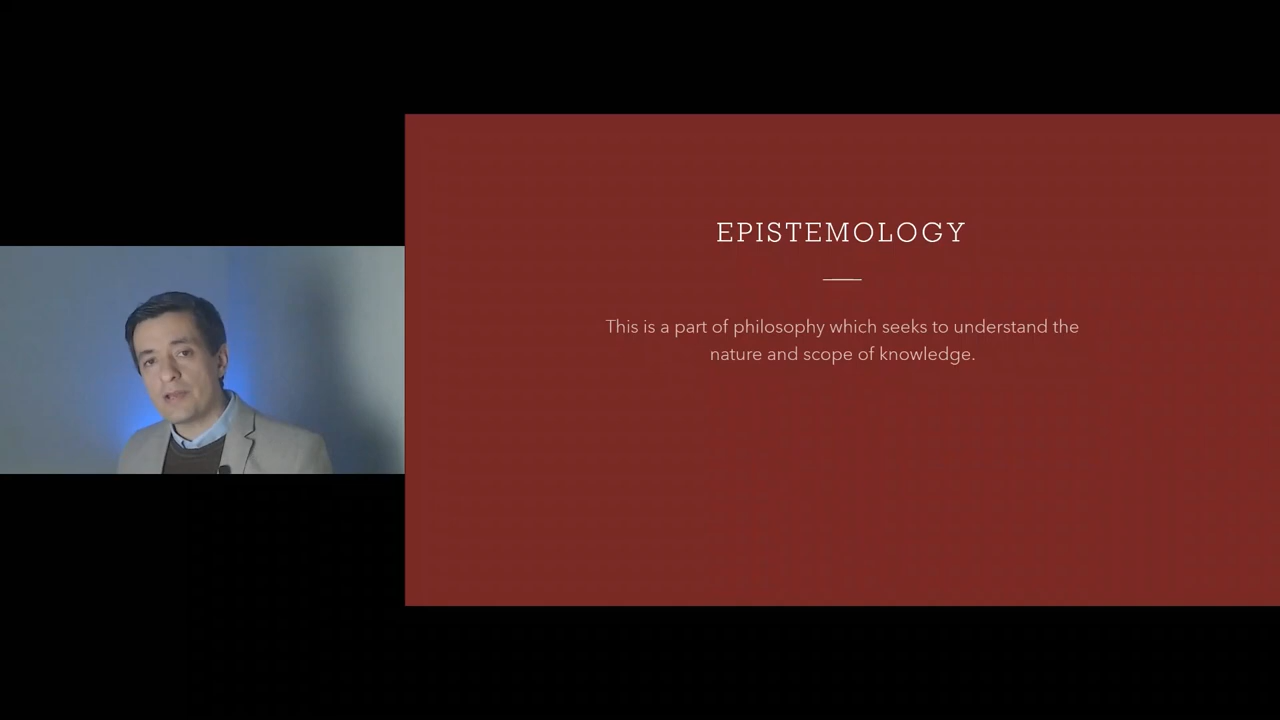 EPISTEMOLOGY
This is a part of philosophy which seeks to understand the
nature and scope of knowledge.